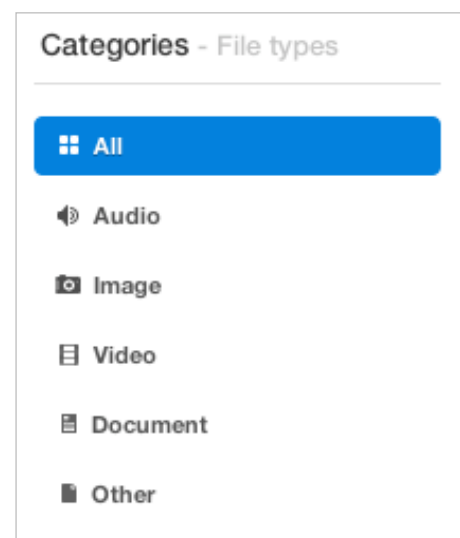 Categories - File types
All
Audio
Image
Video
Document
Other